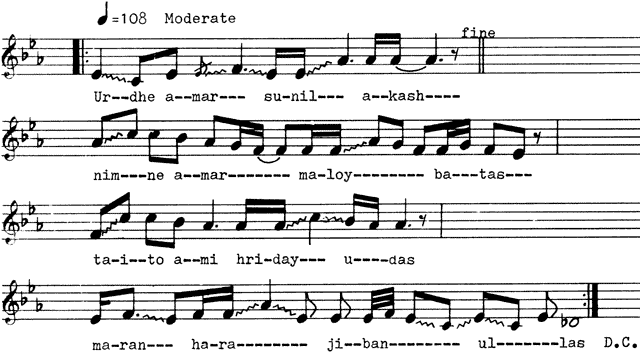 ♩=108 Moderate
fine
Ur--dhe a--mar--- su-nil--- a--kash----
nim---ne a-mar-------- ma-loy-------- ba--tas---
ta-i--to a--mi hri-day--- u----das
ma-ran--- ha-ra--------- ji-ban--------- ul-------las D.C.